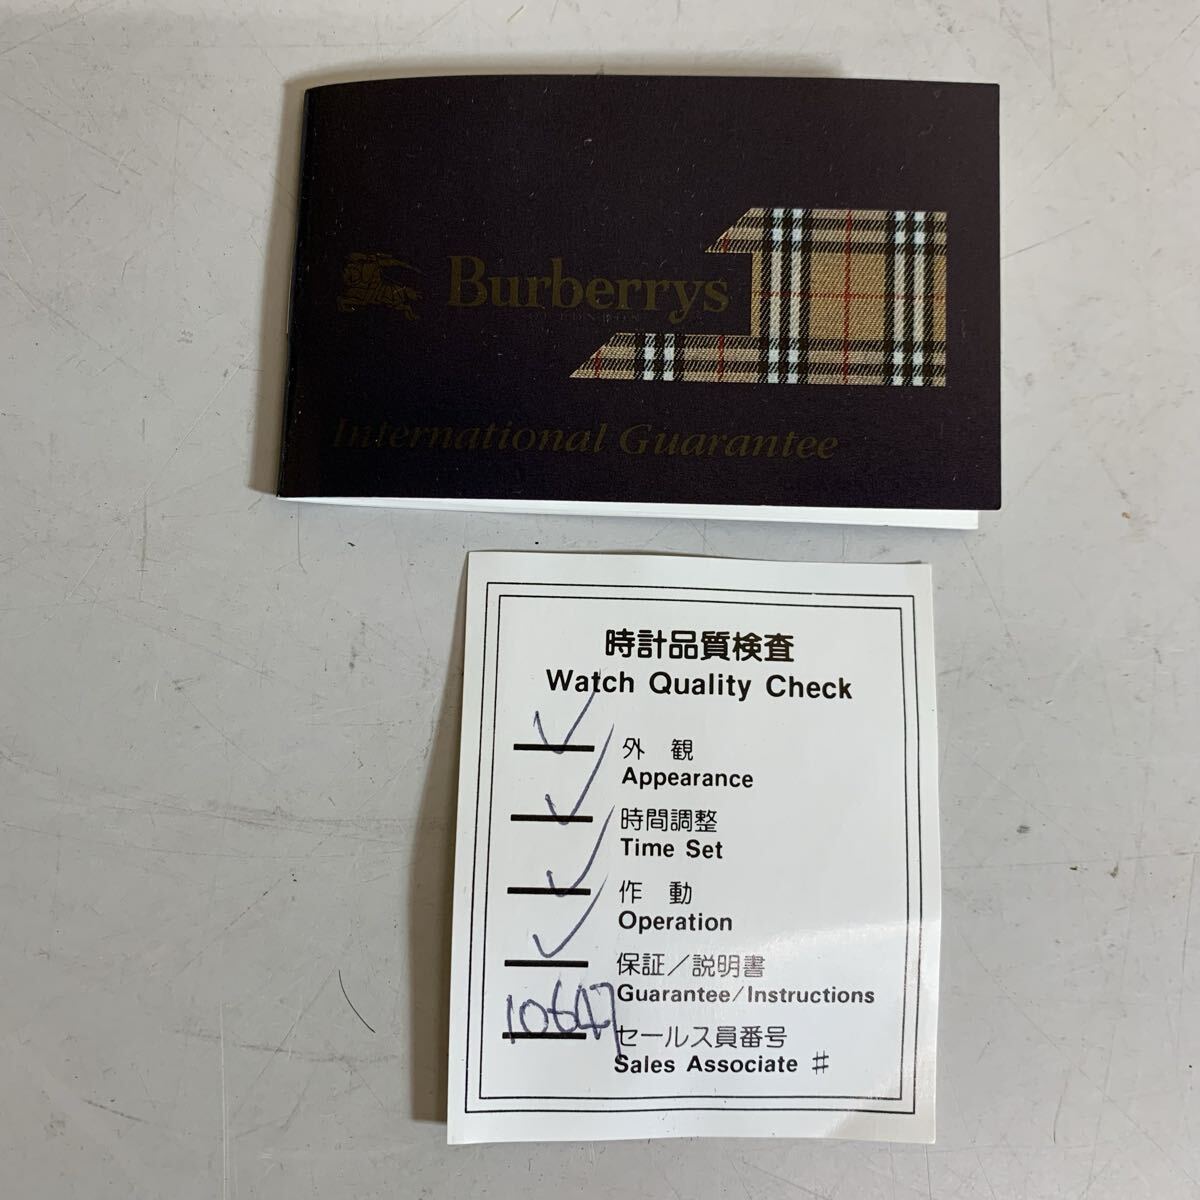 Burberrys
OF LONDON
International Guarantee
時計品質検査
Watch Quality Check
外 観
Appearance
時間調整
Time Set
作 動
Operation
保証／説明書
Guarantee/Instructions
10647 セールス員番号
Sales Associate #